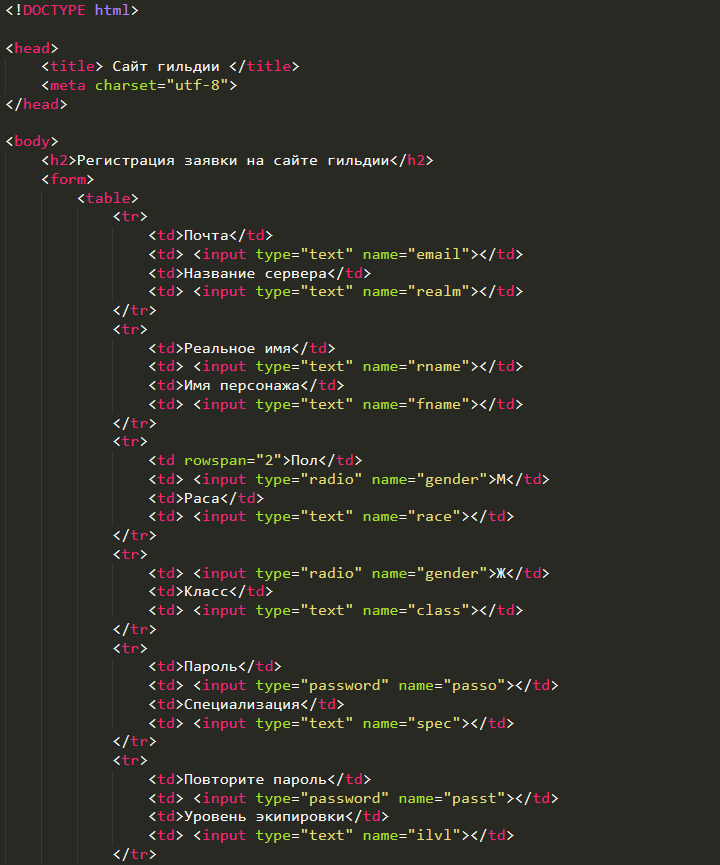 <!DOCTYPE html>
<head>
<title> Сайт гильдии </title>
<meta charset="utf-8">
</head>
<body>
<h2>Регистрация заявки на сайте гильдии</h2>
<form>
<table>
<tr>
<td>Почта</td>
<td> <input type="text" name="email"></td>
<td>Название сервера</td>
<td> <input type="text" name="realm"></td>
</tr>
<tr>
<td>Реальное имя</td>
<td> <input type="text" name="rname"></td>
<td>Имя персонажа</td>
<td> <input type="text" name="fname"></td>
</tr>
<tr>
<td rowspan="2">Пол</td>
<td> <input type="radio" name="gender">М</td>
<td>Раса</td>
<td> <input type="text" name="race"></td>
</tr>
<tr>
<td> <input type="radio" name="gender">Ж</td>
<td>Класс</td>
<td> <input type="text" name="class"></td>
</tr>
<tr>
<td>Пароль</td>
<td> <input type="password" name="passo"></td>
<td>Специализация</td>
<td> <input type="text" name="spec"></td>
</tr>
<tr>
<td>Повторите пароль</td>
<td> <input type="password" name="passt"></td>
<td>Уровень экипировки</td>
<td> <input type="text" name="ilvl"></td>
</tr>